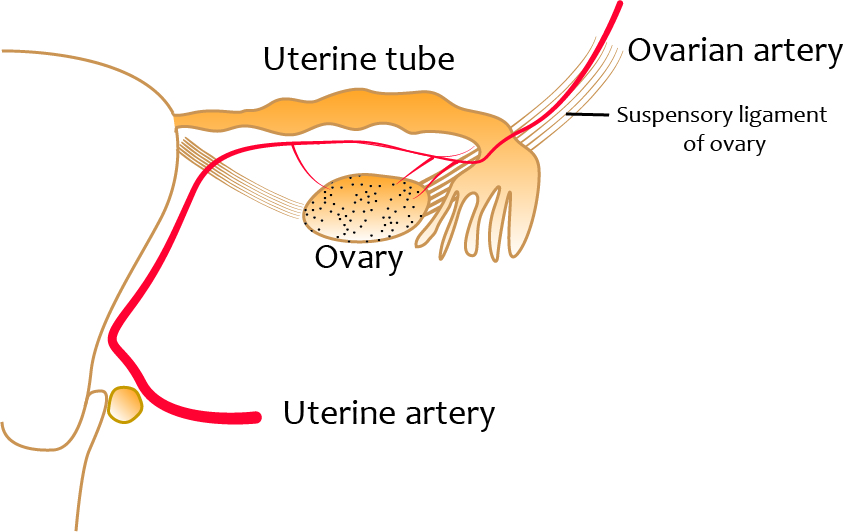 Uterine tube
Ovarian artery
Suspensory ligament
of ovary
Ovary
Uterine artery